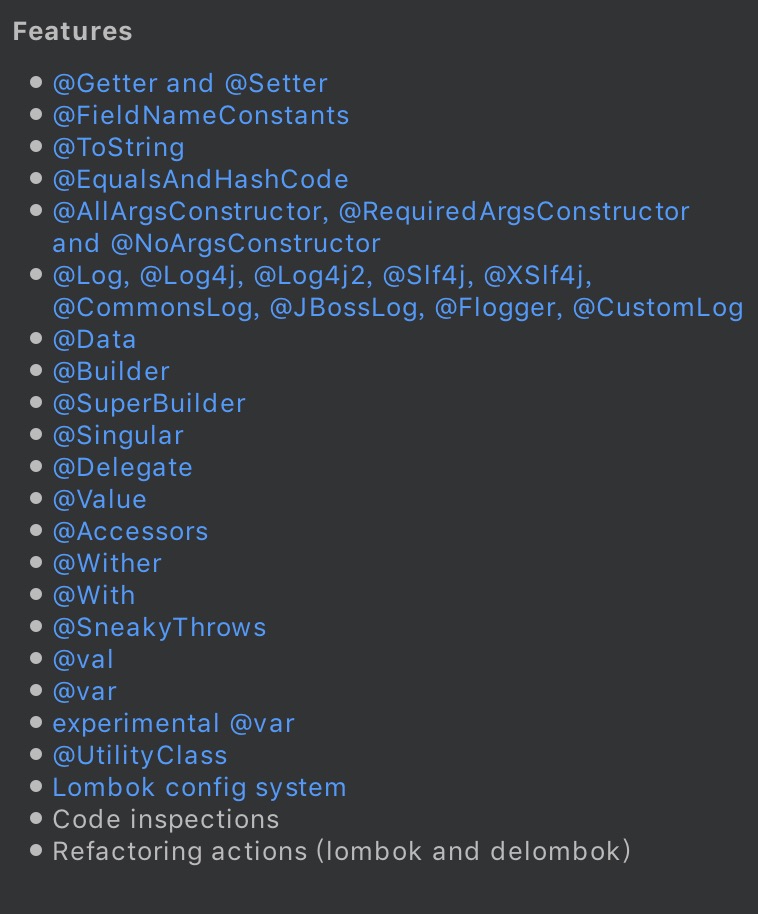 Features
@Getter and @Setter
@FieldNameConstants
@ToString
@EqualsAndHashCode
@AllArgsConstructor, @RequiredArgsConstructor
and @NoArgsConstructor
@Log, @Log4j, @Log4j2, @Slf4j, @XSlf4j,
@CommonsLog, @JBossLog, @Flogger, @CustomLog
@Data
@Builder
@SuperBuilder
@Singular
@Delegate
@Value
@Accessors
@Wither
@With
@SneakyThrows
@val
@var
experimental @var
@UtilityClass
Lombok config system
Code inspections
Refactoring actions (lombok and delombok)